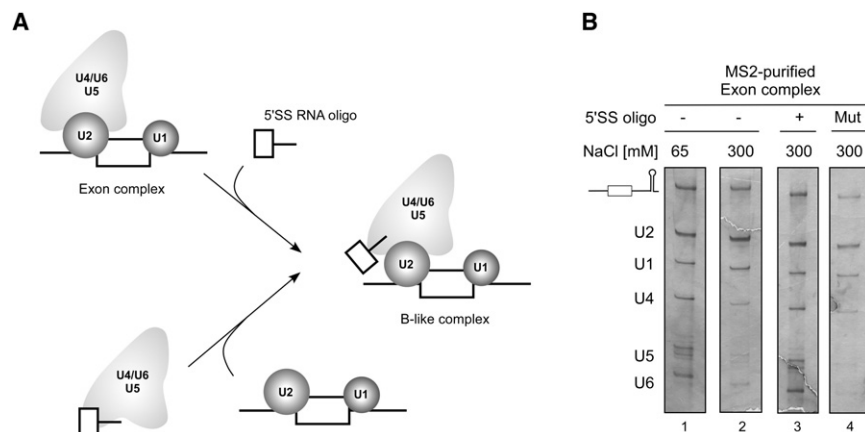 A
U4/U6
U5
U2
U1
Exon complex
5'SS RNA oligo
U4/U6
U5
U2
U1
B-like complex
U4/U6
U5
U2
U1
B
MS2-purified
Exon complex
5'SS oligo - - + Mut
NaCl [mM] 65 300 300 300
U2
U1
U4
U5
U6
1 2 3 4